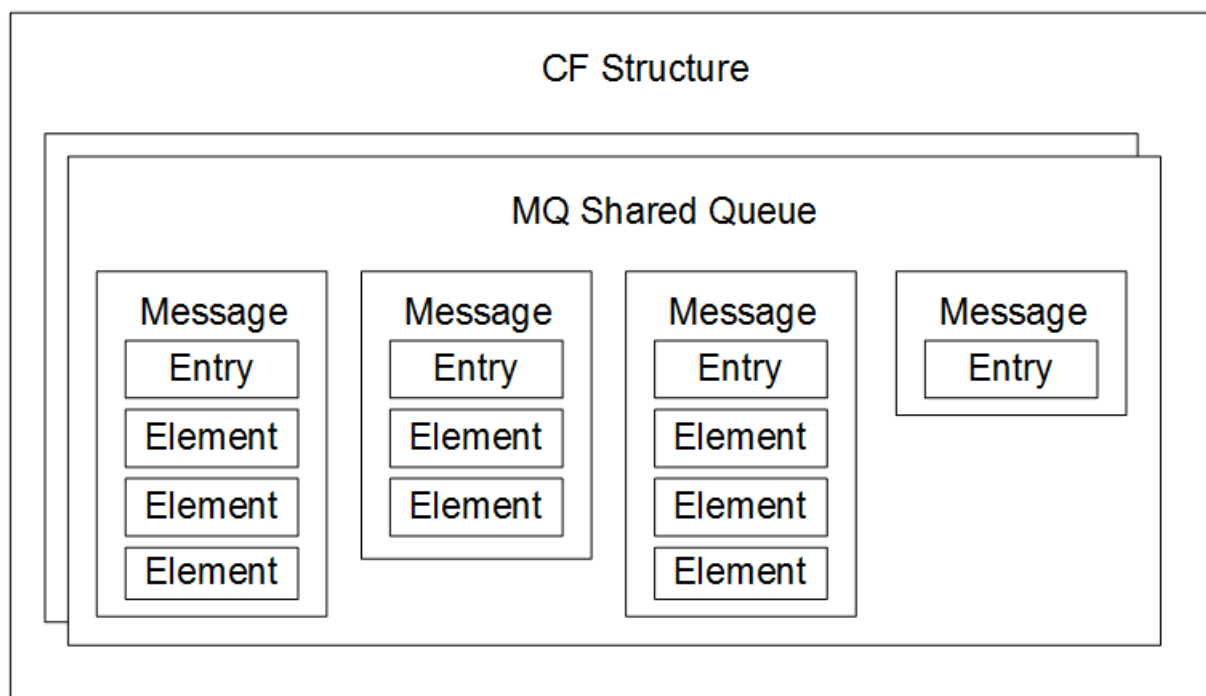 CF Structure
MQ Shared Queue
Message
Entry
Element
Element
Element
Message
Entry
Element
Element
Message
Entry
Element
Element
Element
Message
Entry